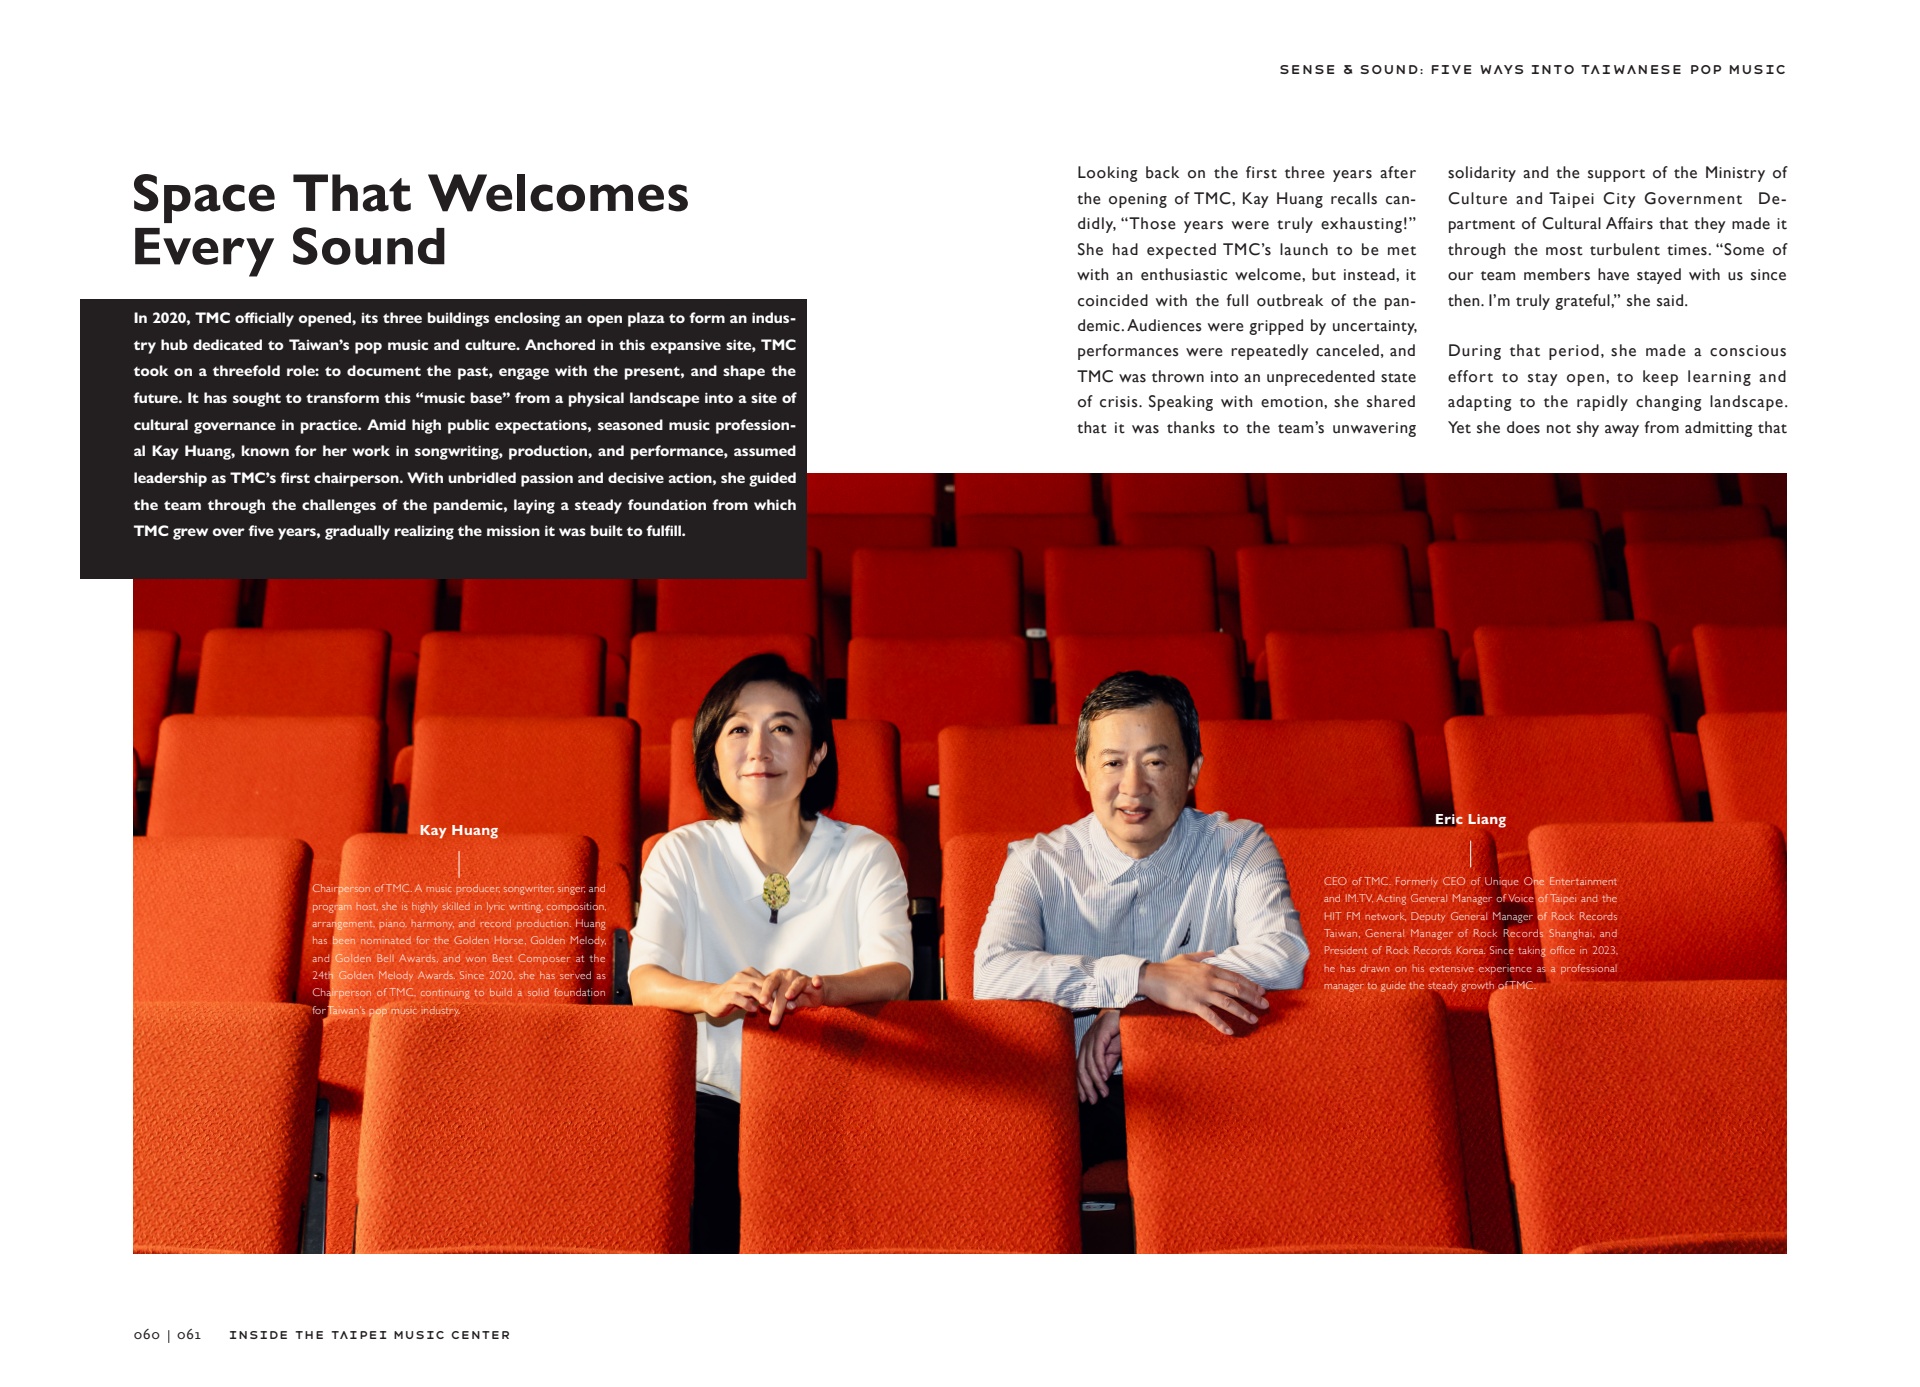 SENSE & SOUND: FIVE WAYS INTO TAIWANESE POP MUSIC
Space That Welcomes
Every Sound
In 2020, TMC officially opened, its three buildings enclosing an open plaza to form an indus-
try hub dedicated to Taiwan's pop music and culture. Anchored in this expansive site, TMC
took on a threefold role: to document the past, engage with the present, and shape the
future. It has sought to transform this “music base” from a physical landscape into a site of
cultural governance in practice. Amid high public expectations, seasoned music profession-
al Kay Huang, known for her work in songwriting, production, and performance, assumed
leadership as TMC’s first chairperson. With unbridled passion and decisive action, she guided
the team through the challenges of the pandemic, laying a steady foundation from which
TMC grew over five years, gradually realizing the mission it was built to fulfill.
Looking back on the first three years after
the opening of TMC, Kay Huang recalls can-
didly, “Those years were truly exhausting!”
She had expected TMC’s launch to be met
with an enthusiastic welcome, but instead, it
coincided with the full outbreak of the pan-
demic. Audiences were gripped by uncertainty,
performances were repeatedly canceled, and
TMC was thrown into an unprecedented state
of crisis. Speaking with emotion, she shared
that it was thanks to the team’s unwavering
solidarity and the support of the Ministry of
Culture and Taipei City Government De-
partment of Cultural Affairs that they made it
through the most turbulent times. “Some of
our team members have stayed with us since
then. I’m truly grateful,” she said.
During that period, she made a conscious
effort to stay open, to keep learning and
adapting to the rapidly changing landscape.
Yet she does not shy away from admitting that
Kay Huang
Chairperson of TMC. A music producer, songwriter, singer, and
program host, she is highly skilled in lyric writing, composition,
arrangement, piano, harmony, and record production. Huang
has been nominated for the Golden Horse, Golden Melody,
and Golden Bell Awards, and won Best Composer at the
24th Golden Melody Awards. Since 2020, she has served as
Chairperson of TMC, continuing to build a solid foundation
for Taiwan’s pop music industry.
Eric Liang
CEO of TMC. Formerly CEO of Unique One Entertainment
and IM.TV, Acting General Manager of Voice of Taipei and the
HIT FM network, Deputy General Manager of Rock Records
Taiwan, General Manager of Rock Records Shanghai, and
President of Rock Records Korea. Since taking office in 2023,
he has drawn on his extensive experience as a professional
manager to guide the steady growth of TMC.
060 | 061 INSIDE THE TAIPEI MUSIC CENTER